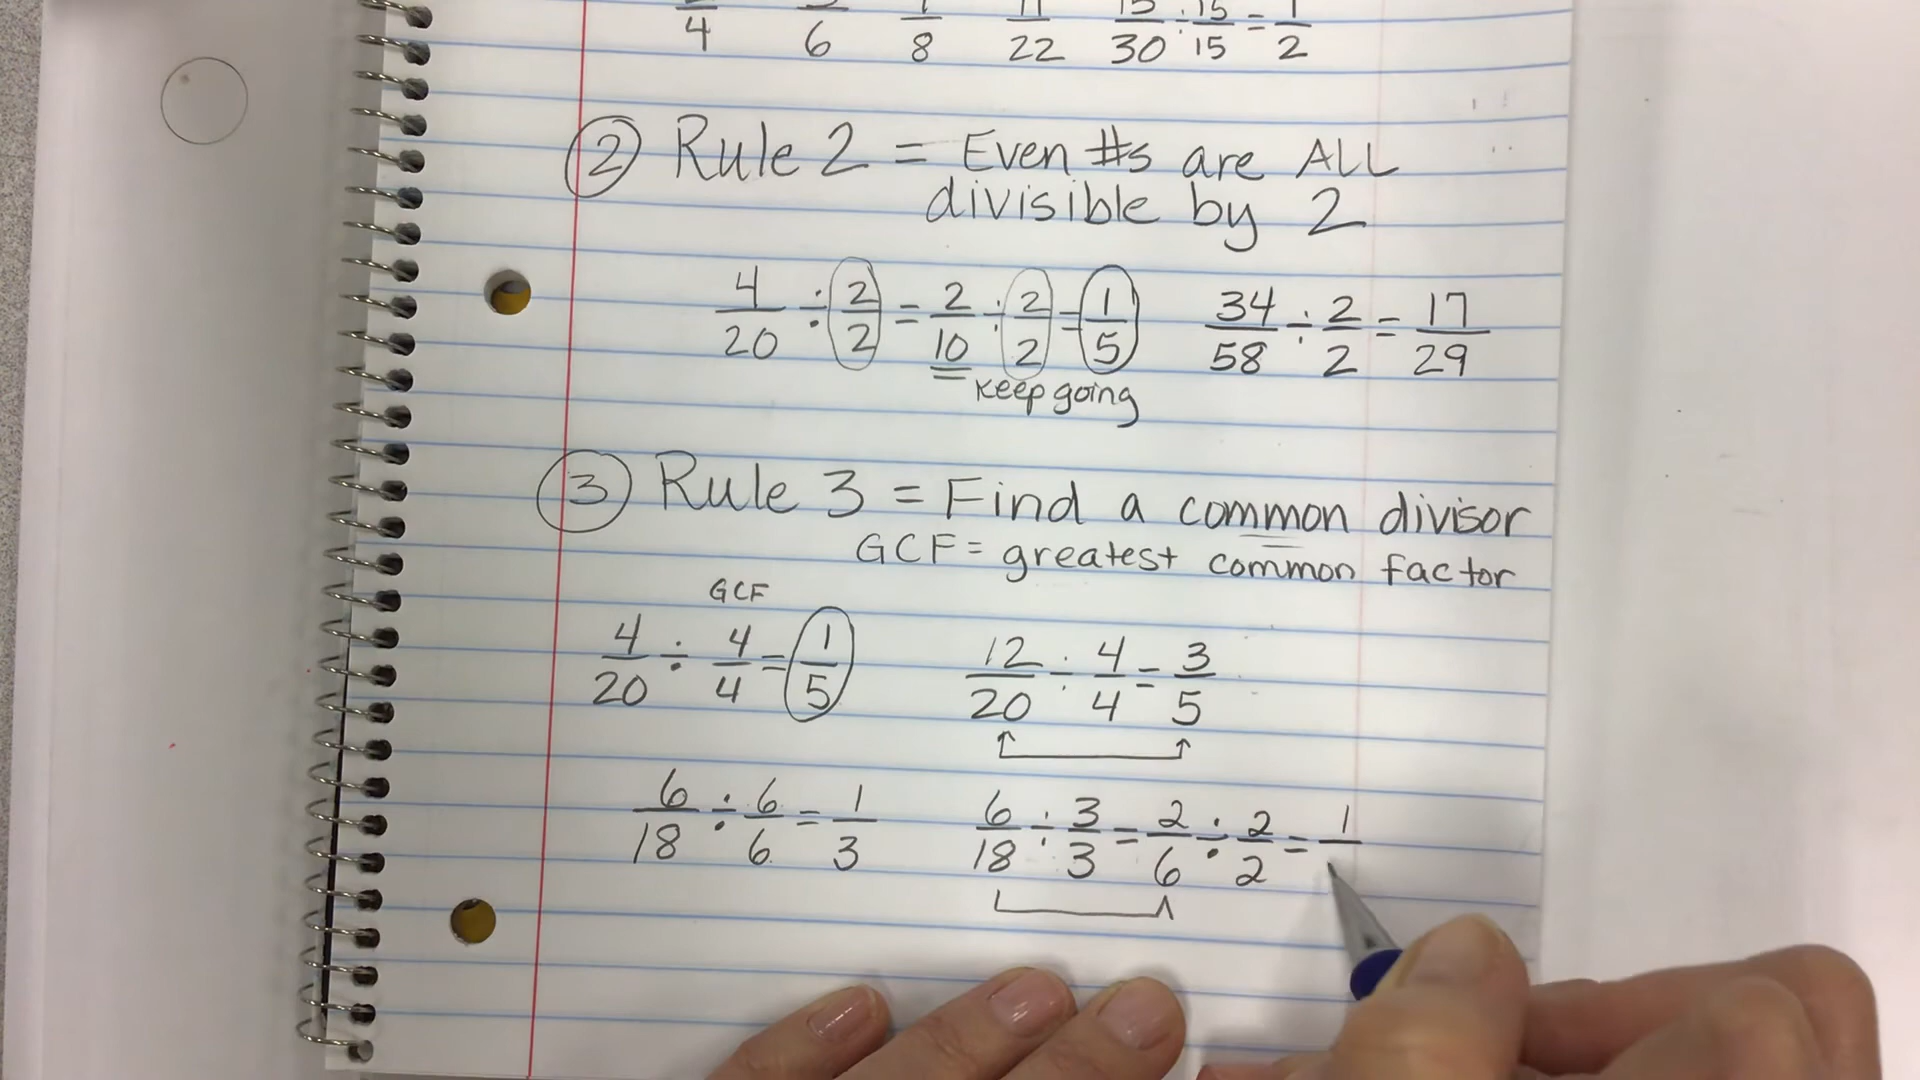 4 6 8 11/22 15/30 ÷ 15/15 = 1/2
② Rule 2 = Even #s are ALL
divisible by 2
4/20 ÷ 2/2 = 2/10 ÷ 2/2 = 1/5 34/58 ÷ 2/2 = 17/29
keep going
③ Rule 3 = Find a common divisor
GCF = greatest common factor
GCF
4/20 ÷ 4/4 = 1/5 12/20 ÷ 4/4 = 3/5
6/18 ÷ 6/6 = 1/3 6/18 ÷ 3/3 = 2/6 ÷ 2/2 = 1/